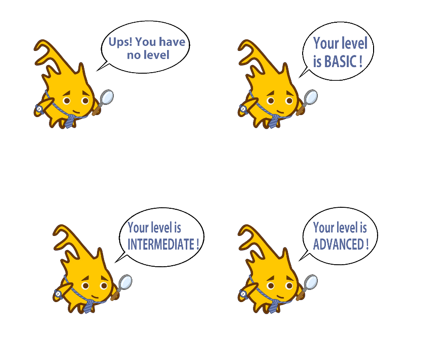 Ups! You have
no level
Your level
is BASIC !
Your level is
INTERMEDIATE !
Your level is
ADVANCED !